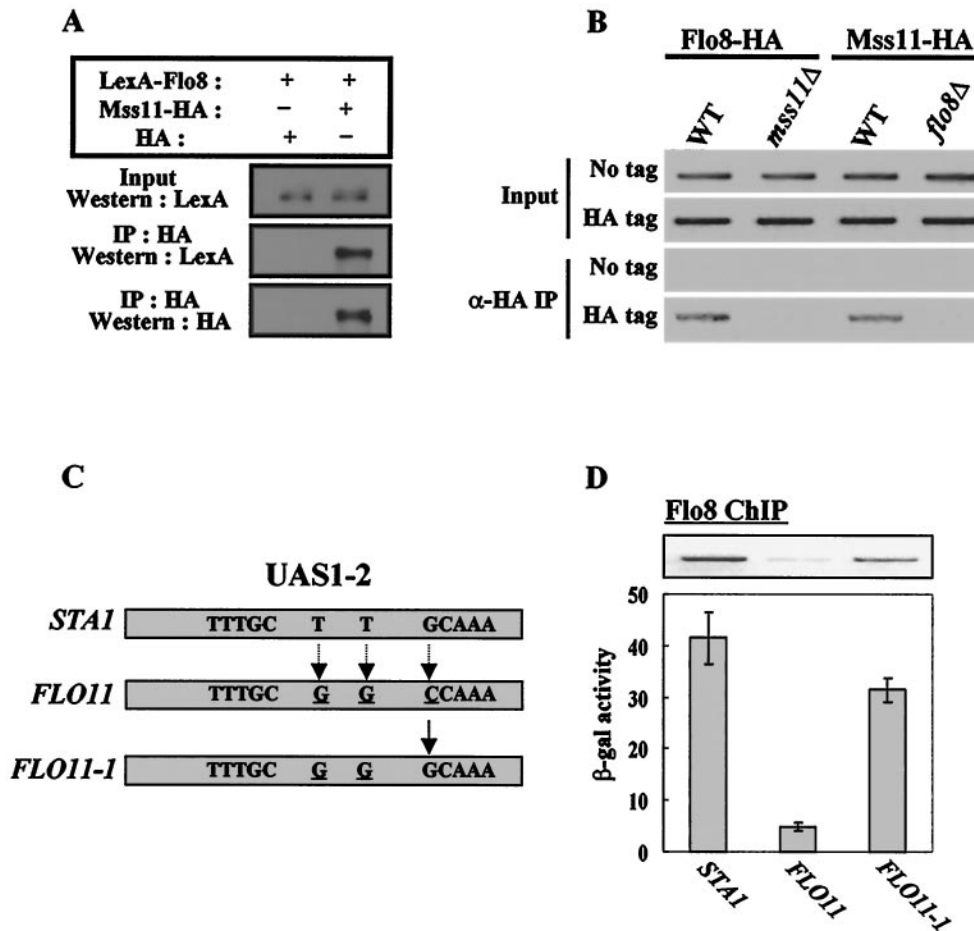 A
LexA-Flo8 : + +
Mss11-HA : − +
HA : + −
Input
Western : LexA
IP : HA
Western : LexA
IP : HA
Western : HA
B
Flo8-HA Mss11-HA
WT mss11Δ WT flo8Δ
Input
No tag
HA tag
α-HA IP
No tag
HA tag
C
UAS1-2
STA1 TTTGC T T GCAAA
FLO11 TTTGC G G CCAAA
FLO11-1 TTTGC G G GCAAA
D
Flo8 ChIP
β-gal activity
50
40
30
20
10
0
STA1 FLO11 FLO11-1